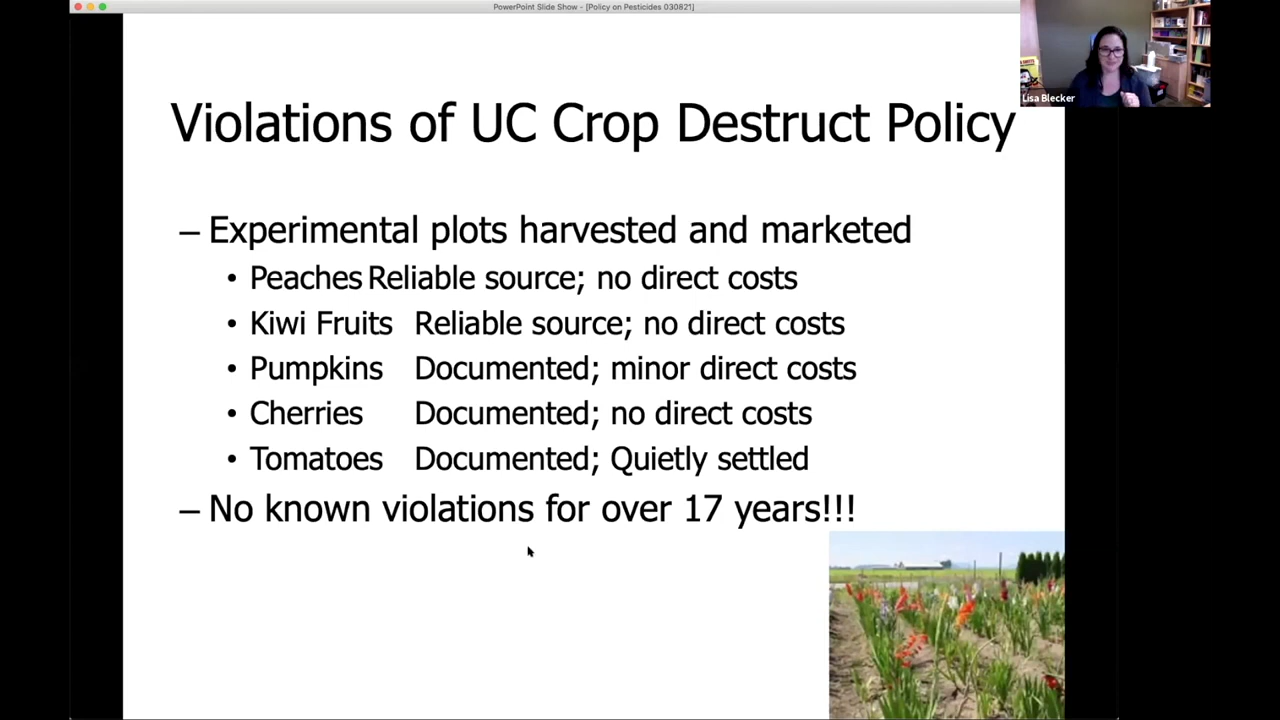 PowerPoint Slide Show - [Policy on Pesticides 030821]
Lisa Blecker
Violations of UC Crop Destruct Policy
– Experimental plots harvested and marketed
• Peaches Reliable source; no direct costs
• Kiwi Fruits Reliable source; no direct costs
• Pumpkins Documented; minor direct costs
• Cherries Documented; no direct costs
• Tomatoes Documented; Quietly settled
– No known violations for over 17 years!!!